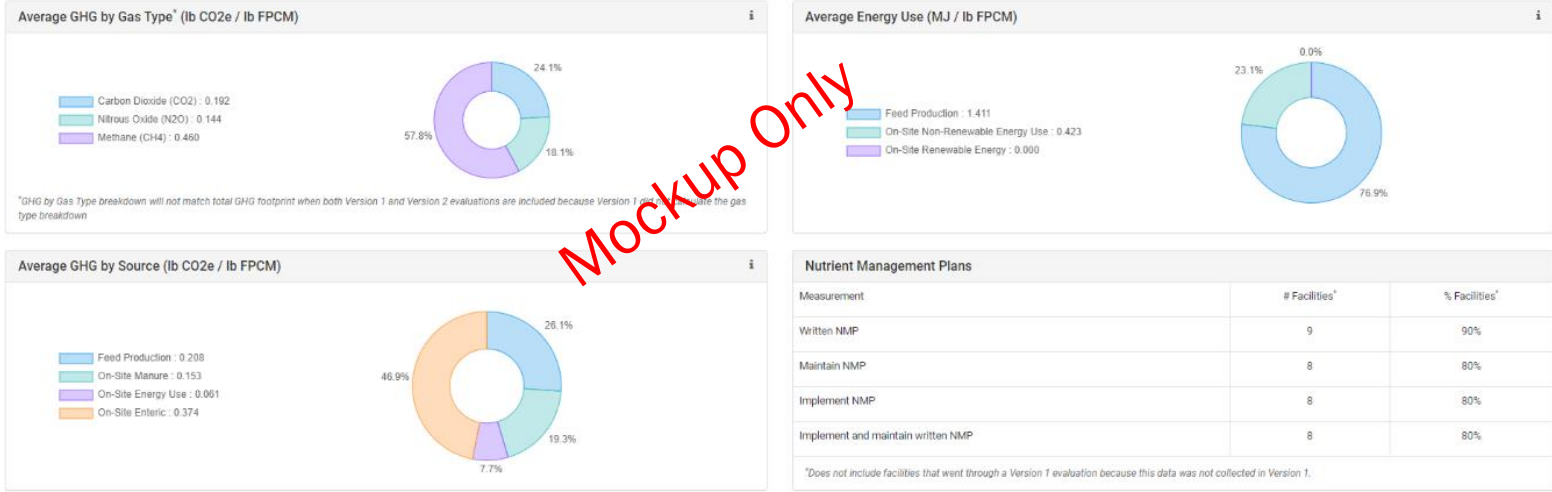 Average GHG by Gas Type* (lb CO2e / lb FPCM)
i
Carbon Dioxide (CO2) : 0.192
Nitrous Oxide (N2O) : 0.144
Methane (CH4) : 0.460
24.1%
57.8%
18.1%
*GHG by Gas Type breakdown will not match total GHG footprint when both Version 1 and Version 2 evaluations are included because Version 1 did not calculate the gas
type breakdown
Average Energy Use (MJ / lb FPCM)
i
0.0%
23.1%
Feed Production : 1.411
On-Site Non-Renewable Energy Use : 0.423
On-Site Renewable Energy : 0.000
76.9%
Mockup Only
Average GHG by Source (lb CO2e / lb FPCM)
i
26.1%
Feed Production : 0.208
On-Site Manure : 0.153
On-Site Energy Use : 0.061
On-Site Enteric : 0.374
46.9%
19.3%
7.7%
Nutrient Management Plans
Measurement # Facilities* % Facilities*
Written NMP 9 90%
Maintain NMP 8 80%
Implement NMP 8 80%
Implement and maintain written NMP 8 80%
*Does not include facilities that went through a Version 1 evaluation because this data was not collected in Version 1.